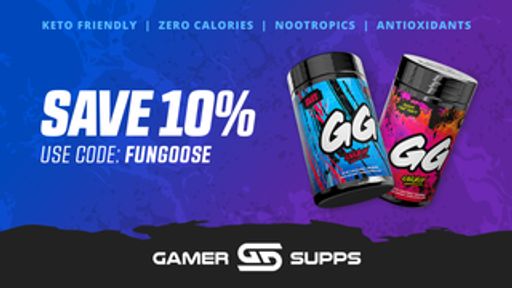 KETO FRIENDLY | ZERO CALORIES | NOOTROPICS | ANTIOXIDANTS
SAVE 10%
USE CODE: FUNGOOSE
GG
GG
GAMER SUPPS